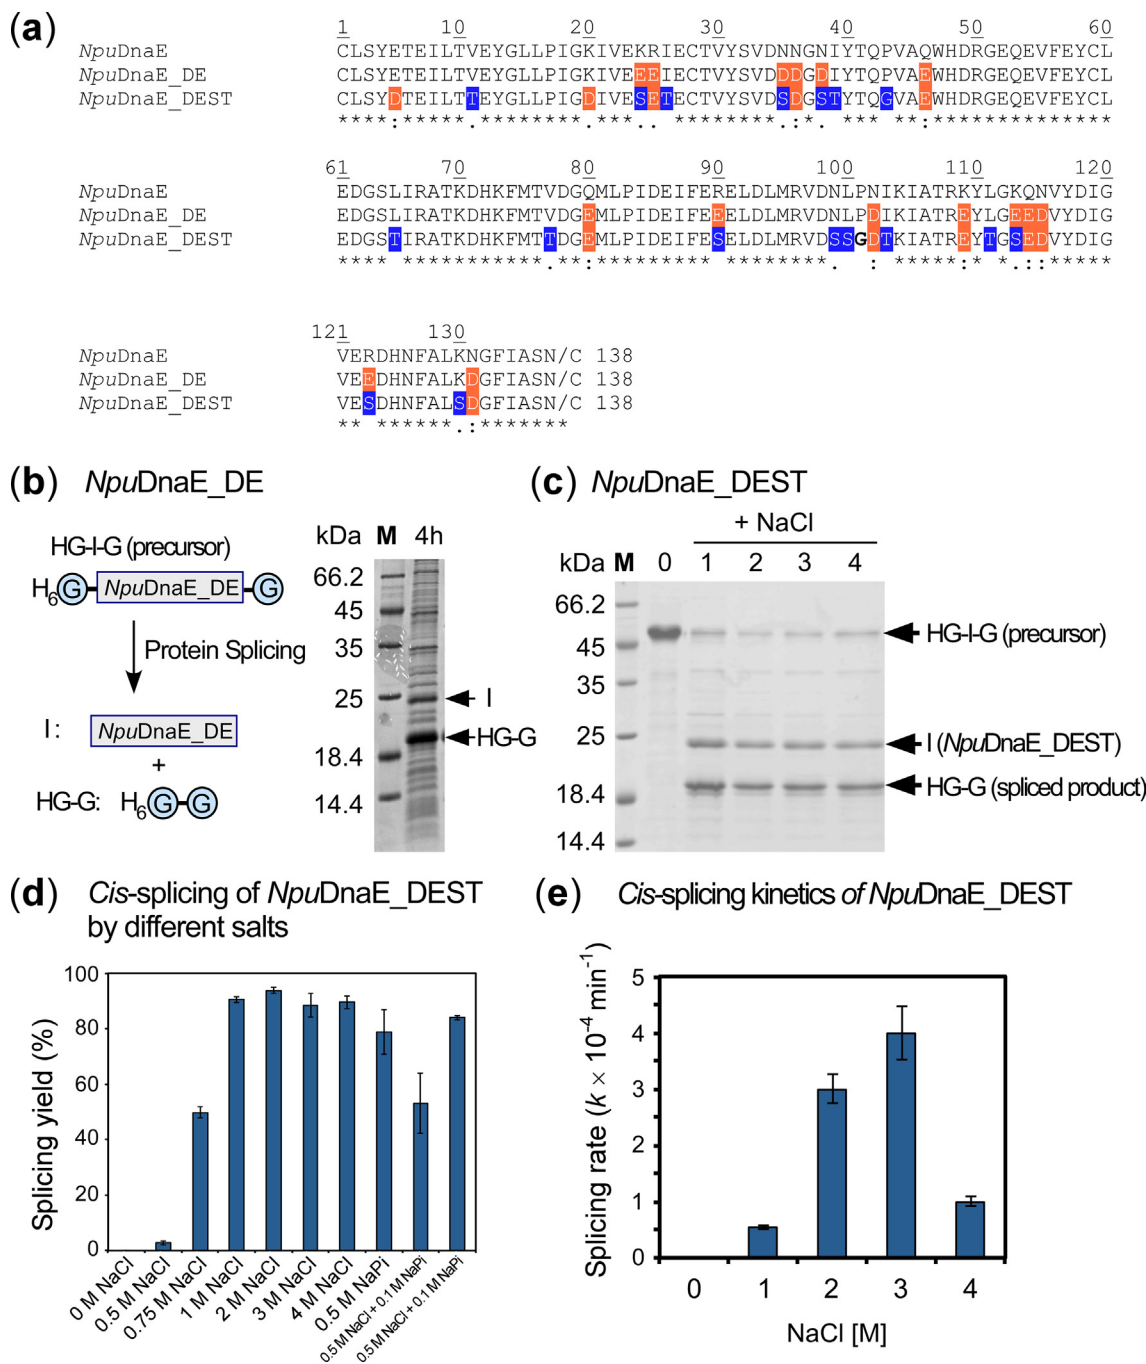 (a)
1 10 20 30 40 50 60
NpuDnaE CLSYETEILTVEYGLLPIGKIVEKRIECTVYSVDNNGNIYTQPVAQWHDRGEQEVFEYCL
NpuDnaE_DE CLSYETEILTVEYGLLPIGKIVEEEIECTVYSVDDDGDIYTQPVAEWHDRGEQEVFEYCL
NpuDnaE_DEST CLSYDTEILTTEYGLLPIGDIVESETECTVYSVDSDGSTYTQGVAEWHDRGEQEVFEYCL
61 70 80 90 100 110 120
NpuDnaE EDGSLIRATKDHKFMTVDGQMLPIDEIFERELDLMRVDNLPNIKIATRKYLGKQNVYDIG
NpuDnaE_DE EDGSLIRATKDHKFMTVDGEMLPIDEIFEEELDLMRVDNLPDIKIATREYLGEEDVYDIG
NpuDnaE_DEST EDGSTIRATKDHKFMTTDGEMLPIDEIFESELDLMRVDSSGDTKIATREYTGSEDVYDIG
121 130
NpuDnaE VERDHNFALKNGFIASN/C 138
NpuDnaE_DE VEEDHNFALKDGFIASN/C 138
NpuDnaE_DEST VESDHNFALSDGFIASN/C 138
** ******.:*******
(b) NpuDnaE_DE
HG-I-G (precursor)
H6G NpuDnaE_DE G
Protein Splicing
I: NpuDnaE_DE
+
HG-G: H6G G
kDa M 4h
66.2
45
35
25 I
HG-G
18.4
14.4
(c) NpuDnaE_DEST
+ NaCl
kDa M 0 1 2 3 4
66.2
HG-I-G (precursor)
45
35
25 I (NpuDnaE_DEST)
18.4 HG-G (spliced product)
14.4
(d) Cis-splicing of NpuDnaE_DEST
by different salts
Splicing yield (%)
100
80
60
40
20
0
0 M NaCl
0.5 M NaCl
0.75 M NaCl
1 M NaCl
2 M NaCl
3 M NaCl
4 M NaCl
0.5 M NaPi
0.5 M NaCl + 0.1 M NaPi
0.5 M NaCl + 0.1 M NaPi
(e) Cis-splicing kinetics of NpuDnaE_DEST
Splicing rate (k × 10-4 min-1)
5
4
3
2
1
0
0 1 2 3 4
NaCl [M]